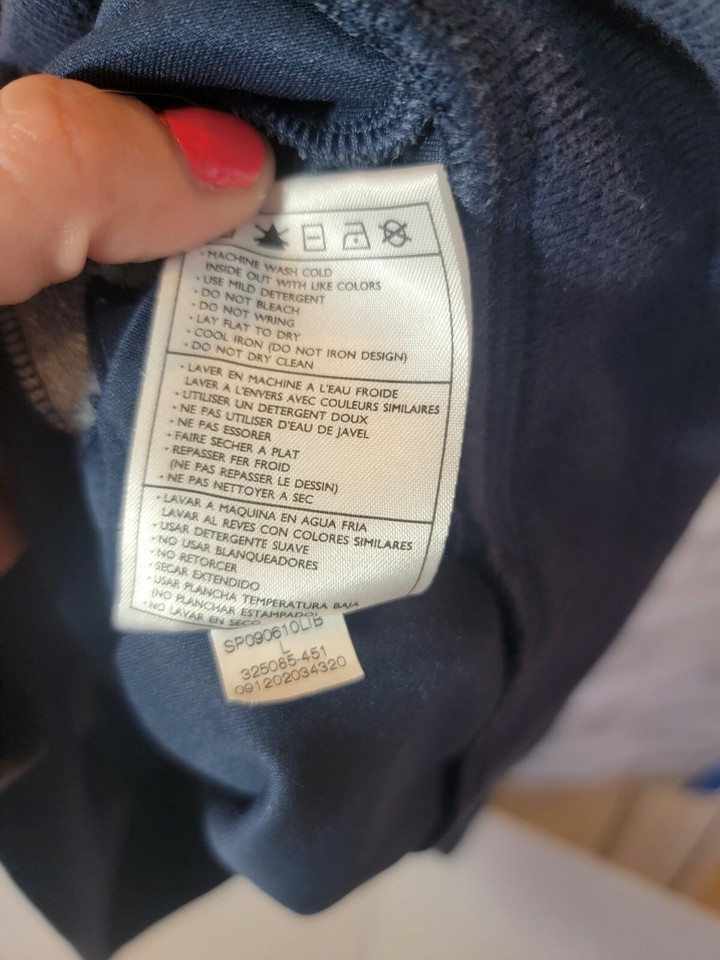 • MACHINE WASH COLD
INSIDE OUT WITH LIKE COLORS
• USE MILD DETERGENT
• DO NOT BLEACH
• DO NOT WRING
• LAY FLAT TO DRY
• COOL IRON (DO NOT IRON DESIGN)
• DO NOT DRY CLEAN
• LAVER EN MACHINE A L'EAU FROIDE
LAVER A L'ENVERS AVEC COULEURS SIMILAIRES
• UTILISER UN DETERGENT DOUX
• NE PAS UTILISER D'EAU DE JAVEL
• NE PAS ESSORER
• FAIRE SECHER A PLAT
• REPASSER FER FROID
(NE PAS REPASSER LE DESSIN)
• NE PAS NETTOYER A SEC
• LAVAR A MAQUINA EN AGUA FRIA
LAVAR AL REVES CON COLORES SIMILARES
• USAR DETERGENTE SUAVE
• NO USAR BLANQUEADORES
• NO RETORCER
• SECAR EXTENDIDO
• USAR PLANCHA TEMPERATURA BAJA
(NO PLANCHAR ESTAMPADO)
• NO LAVAR EN SECO
SP090610LIB
L
325085-451
091202034320